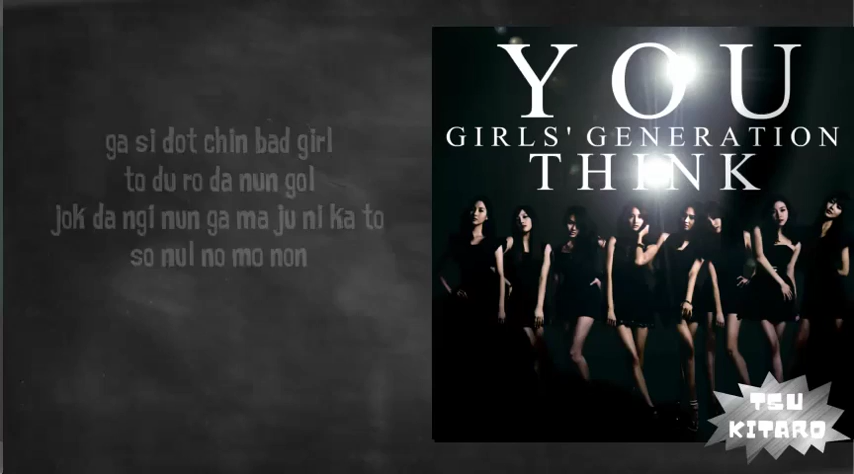 ga si dot chin bad girl
to du ro da nun gol
jok da ngi nun ga ma ju ni ka to
so nul no mo non
YOU
GIRLS' GENERATION
THINK
TSU
KITARO